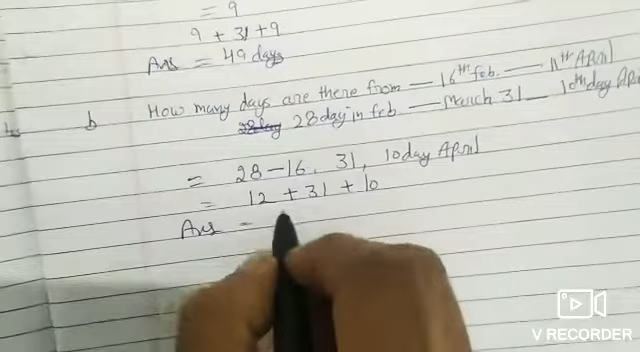 = 9
9 + 31 + 9
Ans = 49 days
b How many days are there from — 16th feb. — 11th April
28 day in feb — March 31 — 10th day April
= 28 - 16, 31, 10 day April
= 12 + 31 + 10
Ans =
V RECORDER